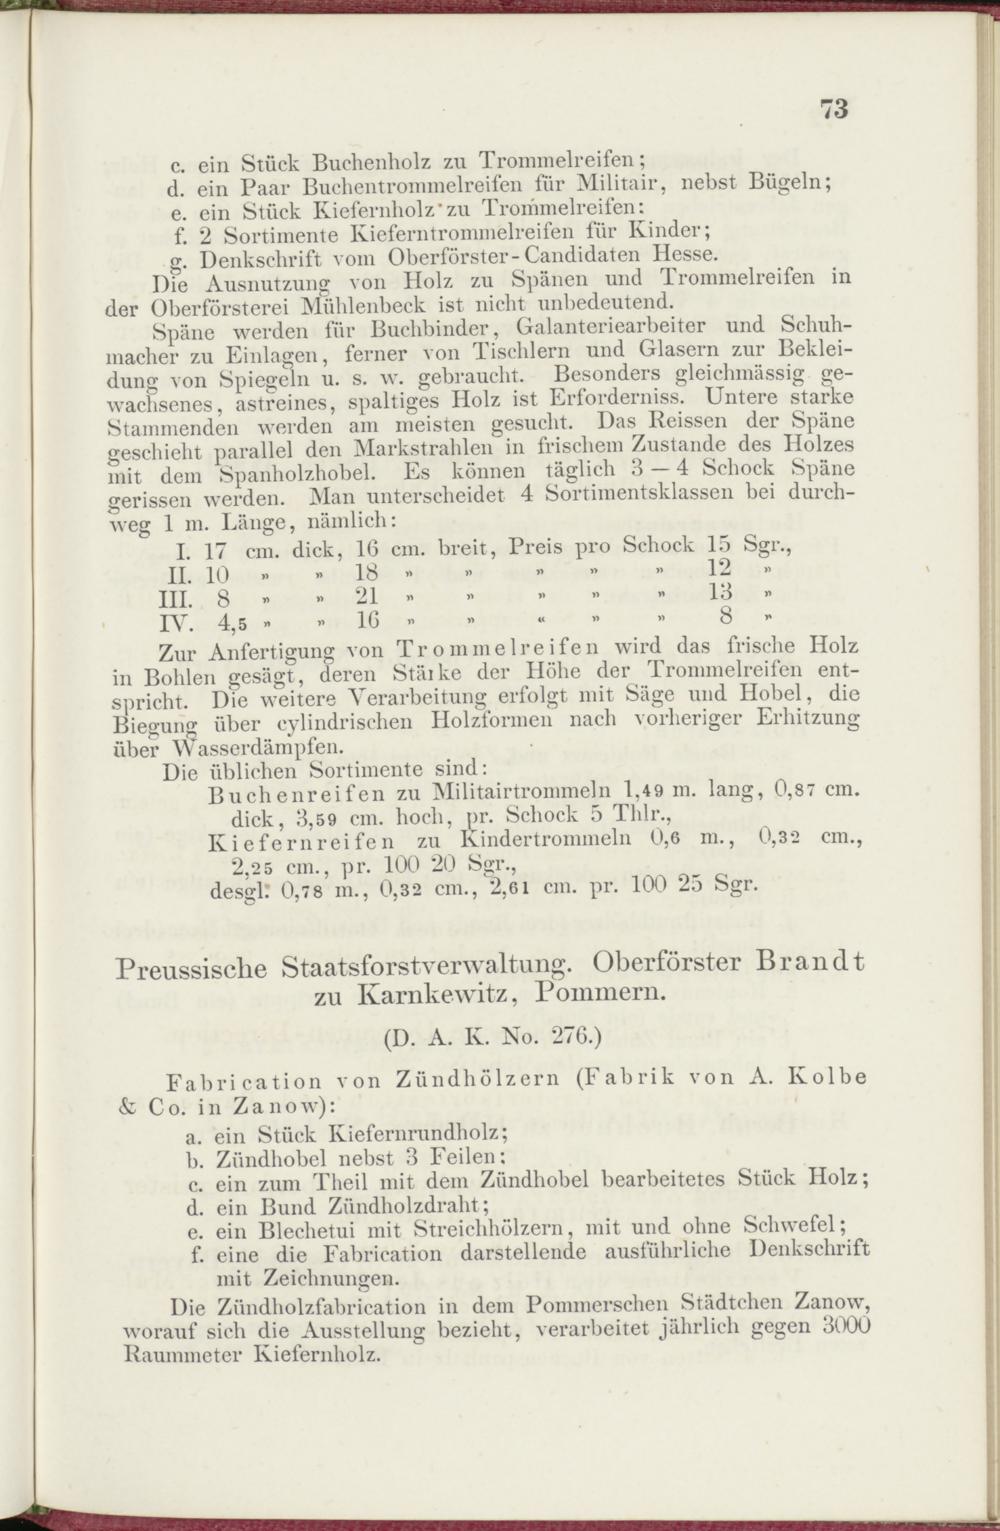 73
c. ein Stück Buchenholz zu Trommelreifen;
d. ein Paar Buchentrommelreifen für Militair, nebst Bügeln;
e. ein Stück Kiefernholz zu Trommelreifen:
f. 2 Sortimente Kieferntrommelreifen für Kinder;
g. Denkschrift vom Oberförster-Candidaten Hesse.
Die Ausnutzung von Holz zu Spänen und Trommelreifen in
der Oberförsterei Mühlenbeck ist nicht unbedeutend.
Späne werden für Buchbinder, Galanteriearbeiter und Schuh-
macher zu Einlagen, ferner von Tischlern und Glasern zur Beklei-
dung von Spiegeln u. s. w. gebraucht. Besonders gleichmässig ge-
wachsenes, astreines, spaltiges Holz ist Erforderniss. Untere starke
Stammenden werden am meisten gesucht. Das Reissen der Späne
geschieht parallel den Markstrahlen in frischem Zustande des Holzes
mit dem Spanholzhobel. Es können täglich 3 — 4 Schock Späne
gerissen werden. Man unterscheidet 4 Sortimentsklassen bei durch-
weg 1 m. Länge, nämlich:
I. 17 cm. dick, 16 cm. breit, Preis pro Schock 15 Sgr.,
II. 10 „ „ 18 „ „ „ „ „ 12 „
III. 8 „ „ 21 „ „ „ „ „ 13 „
IV. 4,5 „ „ 16 „ „ “ „ „ 8 „
Zur Anfertigung von Trommelreifen wird das frische Holz
in Bohlen gesägt, deren Stärke der Höhe der Trommelreifen ent-
spricht. Die weitere Verarbeitung erfolgt mit Säge und Hobel, die
Biegung über cylindrischen Holzformen nach vorheriger Erhitzung
über Wasserdämpfen.
Die üblichen Sortimente sind:
Buchenreifen zu Militairtrommeln 1,49 m. lang, 0,87 cm.
dick, 3,59 cm. hoch, pr. Schock 5 Thlr.,
Kiefernreifen zu Kindertrommeln 0,6 m., 0,32 cm.,
2,25 cm., pr. 100 20 Sgr.,
desgl. 0,78 m., 0,32 cm., 2,61 cm. pr. 100 25 Sgr.
Preussische Staatsforstverwaltung. Oberförster Brandt
zu Karnkewitz, Pommern.
(D. A. K. No. 276.)
Fabrication von Zündhölzern (Fabrik von A. Kolbe
& Co. in Zanow):
a. ein Stück Kiefernrundholz;
b. Zündhobel nebst 3 Feilen;
c. ein zum Theil mit dem Zündhobel bearbeitetes Stück Holz;
d. ein Bund Zündholzdraht;
e. ein Blechetui mit Streichhölzern, mit und ohne Schwefel;
f. eine die Fabrication darstellende ausführliche Denkschrift
mit Zeichnungen.
Die Zündholzfabrication in dem Pommerschen Städtchen Zanow,
worauf sich die Ausstellung bezieht, verarbeitet jährlich gegen 3000
Raummeter Kiefernholz.